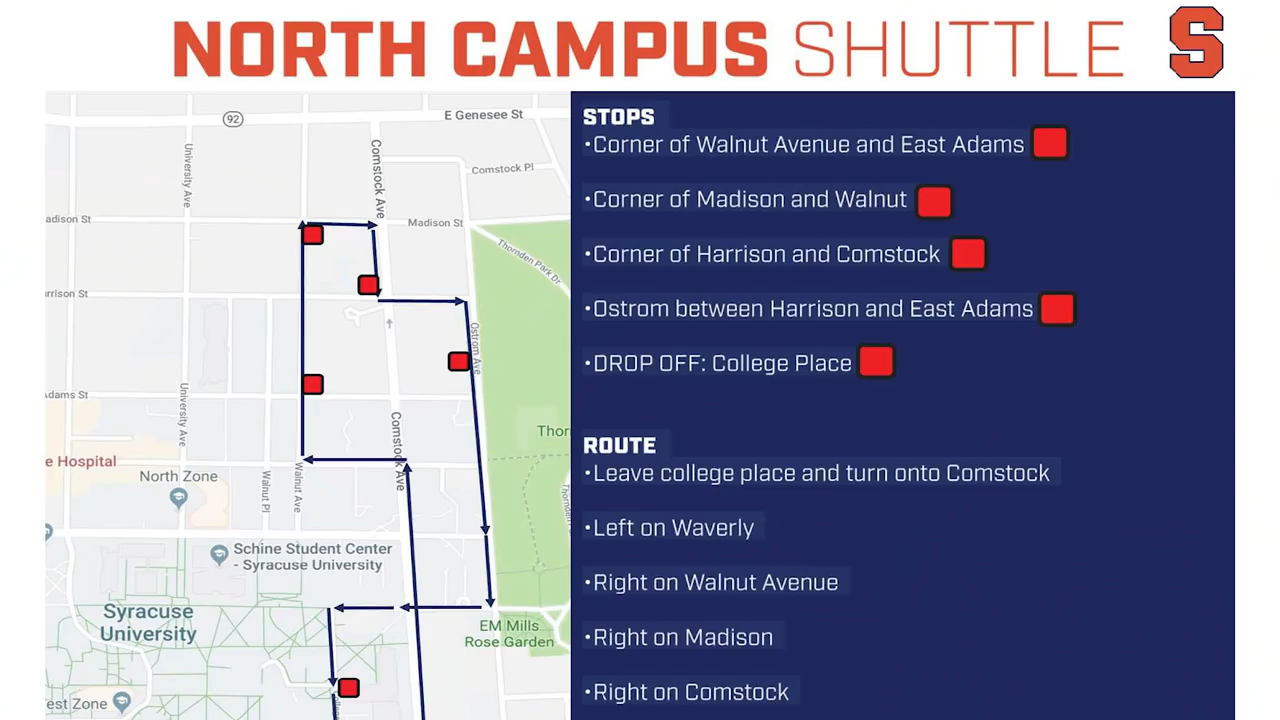 NORTH CAMPUS SHUTTLE S
92
E Genesee St
University Ave
Comstock Ave
Comstock Pl
adison St
Madison St
Thornden Park Dr
rrison St
Ostrom Ave
Adams St
University Ave
Comstock Ave
Thor
e Hospital
North Zone
Walnut Pl
Walnut Ave
Schine Student Center
- Syracuse University
Syracuse
University
EM Mills
Rose Garden
est Zone
STOPS
•Corner of Walnut Avenue and East Adams
•Corner of Madison and Walnut
•Corner of Harrison and Comstock
•Ostrom between Harrison and East Adams
•DROP OFF: College Place
ROUTE
•Leave college place and turn onto Comstock
•Left on Waverly
•Right on Walnut Avenue
•Right on Madison
•Right on Comstock